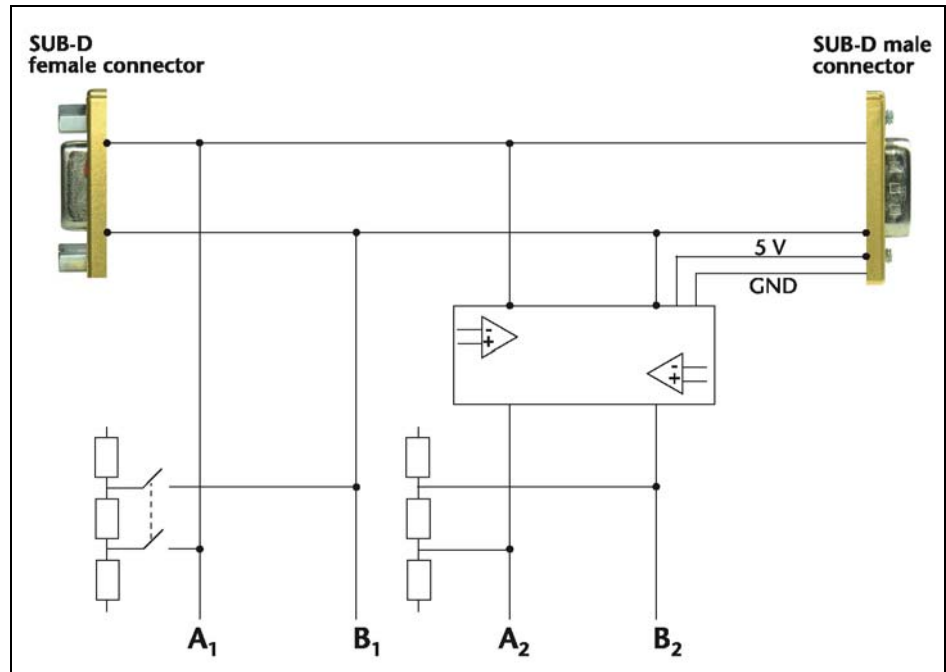 SUB-D
female connector
SUB-D male
connector
5 V
GND
-
+
-
+
A1
B1
A2
B2